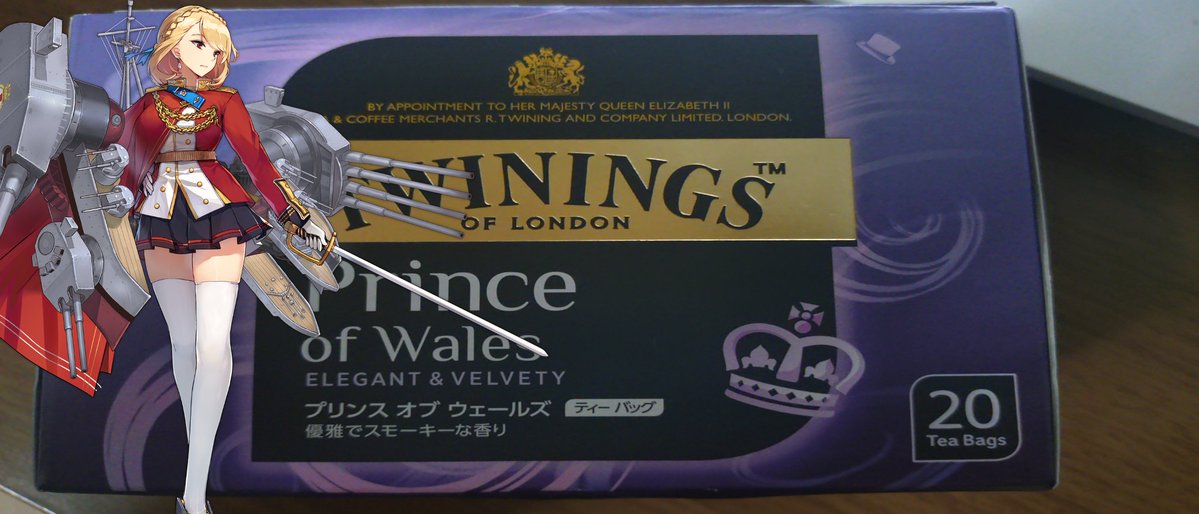 BY APPOINTMENT TO HER MAJESTY QUEEN ELIZABETH II
& COFFEE MERCHANTS R. TWINING AND COMPANY LIMITED. LONDON.
TWININGS™
OF LONDON
Prince
of Wales
ELEGANT & VELVETY
プリンス オブ ウェールズ ティー バッグ
優雅でスモーキーな香り
20
Tea Bags